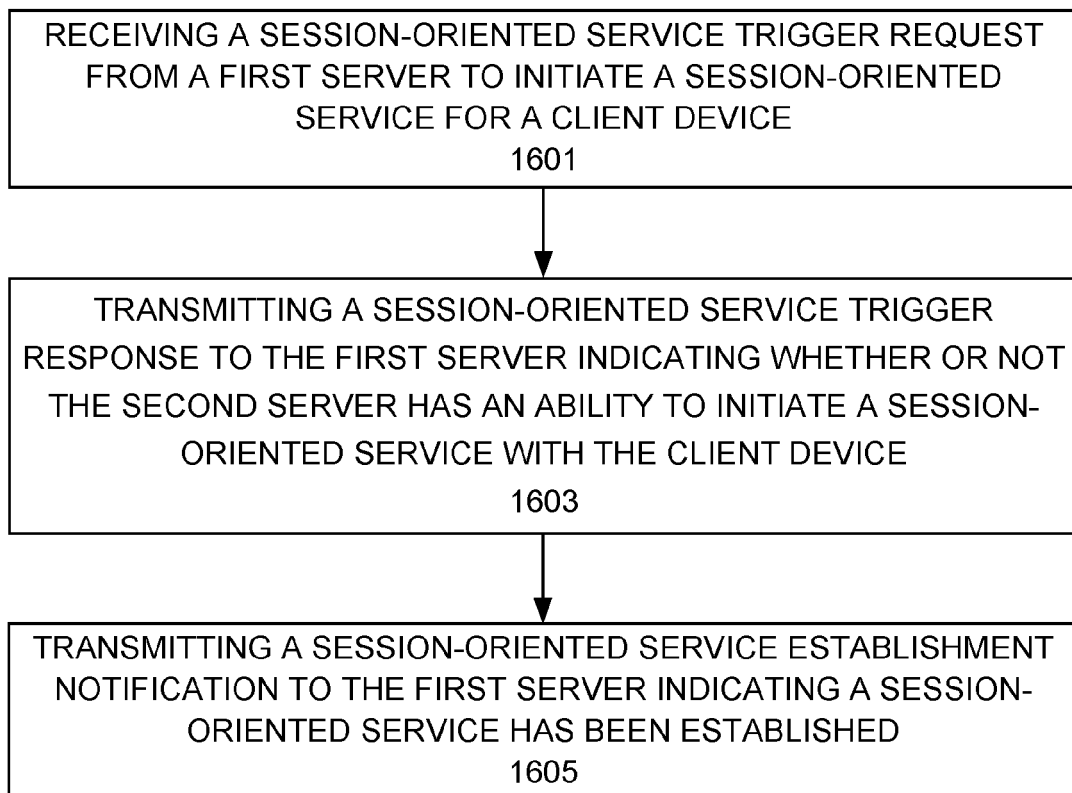 RECEIVING A SESSION-ORIENTED SERVICE TRIGGER REQUEST
FROM A FIRST SERVER TO INITIATE A SESSION-ORIENTED
SERVICE FOR A CLIENT DEVICE
1601
TRANSMITTING A SESSION-ORIENTED SERVICE TRIGGER
RESPONSE TO THE FIRST SERVER INDICATING WHETHER OR NOT
THE SECOND SERVER HAS AN ABILITY TO INITIATE A SESSION-
ORIENTED SERVICE WITH THE CLIENT DEVICE
1603
TRANSMITTING A SESSION-ORIENTED SERVICE ESTABLISHMENT
NOTIFICATION TO THE FIRST SERVER INDICATING A SESSION-
ORIENTED SERVICE HAS BEEN ESTABLISHED
1605